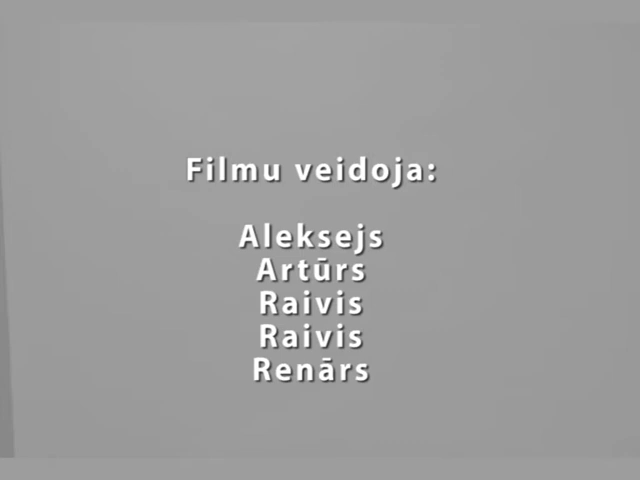 Filmu veidoja:
Aleksejs
Artūrs
Raivis
Raivis
Renārs